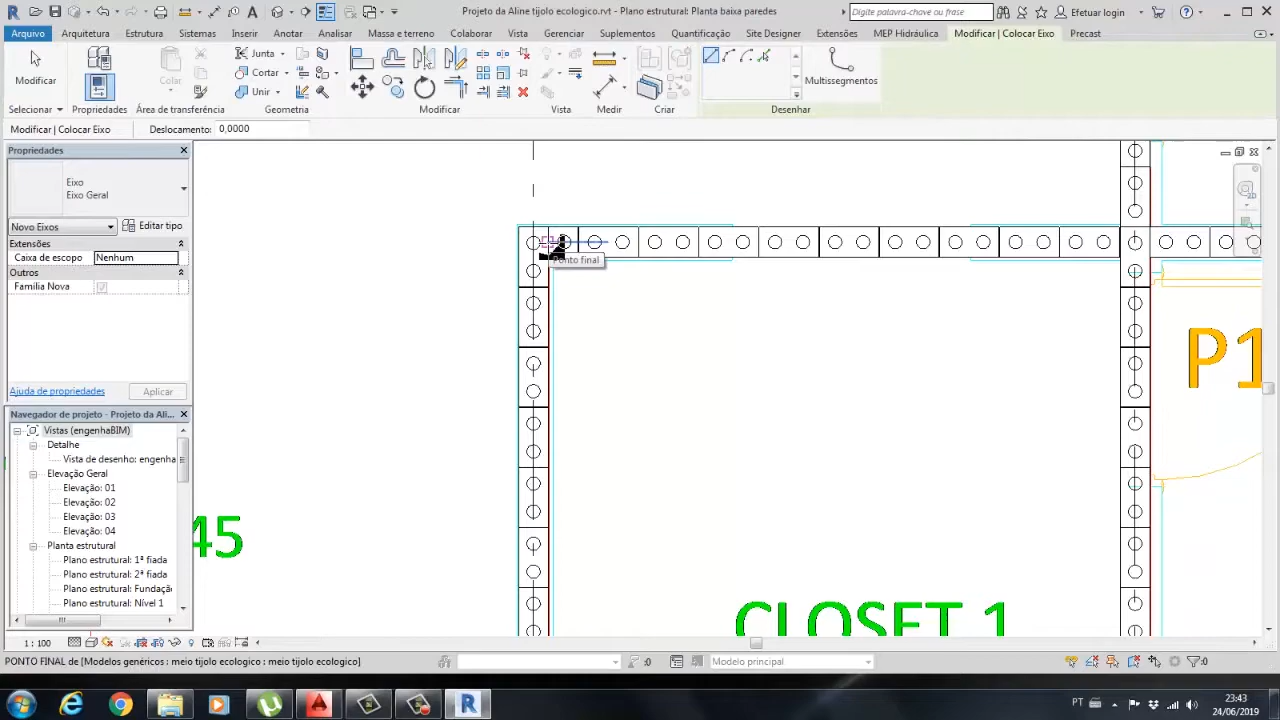 Projeto da Aline tijolo ecologico.rvt - Plano estrutural: Planta baixa paredes
Digite palavra-chave ou frase
Efetuar login
Arquivo Arquitetura Estrutura Sistemas Inserir Anotar Analisar Massa e terreno Colaborar Vista Gerenciar Suplementos Quantificação Site Designer Extensões MEP Hidráulica Modificar | Colocar Eixo Precast
Modificar
Propriedades
Colar
Junta
Cortar
Unir
Multissegmentos
Selecionar Propriedades Área de transferência Geometria Modificar Vista Medir Criar Desenhar
Modificar | Colocar Eixo Deslocamento: 0,0000
Propriedades
Eixo
Eixo Geral
Novo Eixos Editar tipo
Extensões
Caixa de escopo Nenhum
Outros
Família Nova
Ajuda de propriedades Aplicar
Navegador de projeto - Projeto da Aline...
Vistas (engenhaBIM)
Detalhe
Vista de desenho: engenha
Elevação Geral
Elevação: 01
Elevação: 02
Elevação: 03
Elevação: 04
Planta estrutural
Plano estrutural: 1ª fiada
Plano estrutural: 2ª fiada
Plano estrutural: Fundaçã
Plano estrutural: Nível 1
Ponto final
P1
45
CLOSET 1
1 : 100
PONTO FINAL de [Modelos genéricos : meio tijolo ecologico : meio tijolo ecologico]
:0
Modelo principal
:0
PT
23:43
24/06/2019